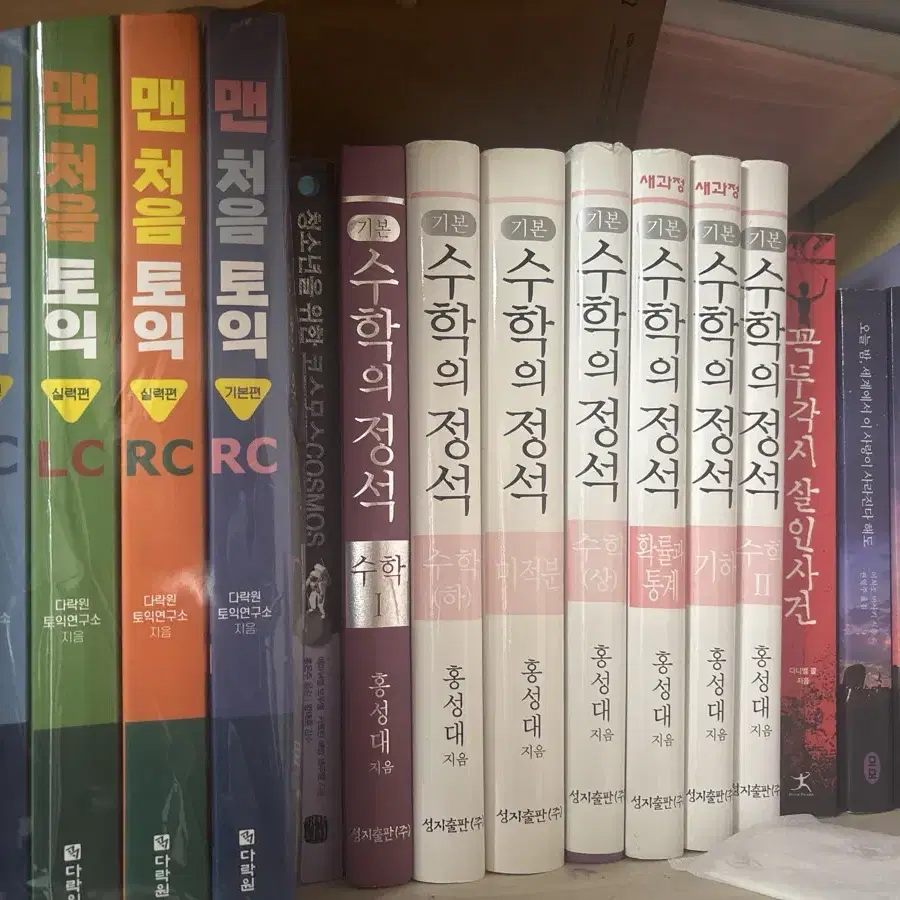 맨처음 토익
실력편
LC
다락원
토익연구소
지음
다락원
맨처음 토익
실력편
RC
다락원
토익연구소
지음
다락원
맨처음 토익
기본편
RC
다락원
토익연구소
지음
다락원
청소년을 위한 코스모스 COSMOS
기본
수학의 정석
수학
I
홍성대 지음
성지출판(주)
기본
수학의 정석
수학
(하)
홍성대 지음
성지출판(주)
기본
수학의 정석
미적분
홍성대 지음
성지출판(주)
기본
수학의 정석
수학
(상)
홍성대 지음
성지출판(주)
새과정
기본
수학의 정석
확률과
통계
홍성대 지음
성지출판(주)
새과정
기본
수학의 정석
기하
홍성대 지음
성지출판(주)
기본
수학의 정석
수학
II
홍성대 지음
성지출판(주)
꼭두각시 살인사건
다니엘 콜
지음
오늘 밤, 세계에서 이 사랑이 사라진다 해도